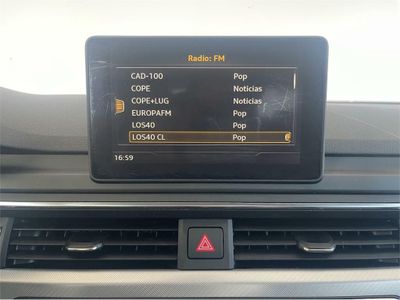 Radio: FM
CAD-100 Pop
COPE Noticias
COPE+LUG Noticias
EUROPAFM Pop
LOS40 Pop
LOS40 CL Pop
16:59